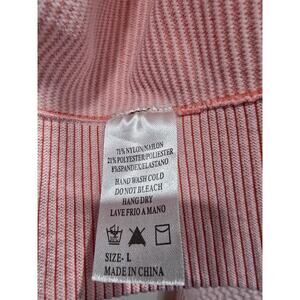 71% NYLON/NAILON
21% POLYESTER/POLIESTER
8%SPANDEX/ELASTANO
HAND WASH COLD
DO NOT BLEACH
HANG DRY
LAVE FRIO A MANO
SIZE- L
MADE IN CHINA